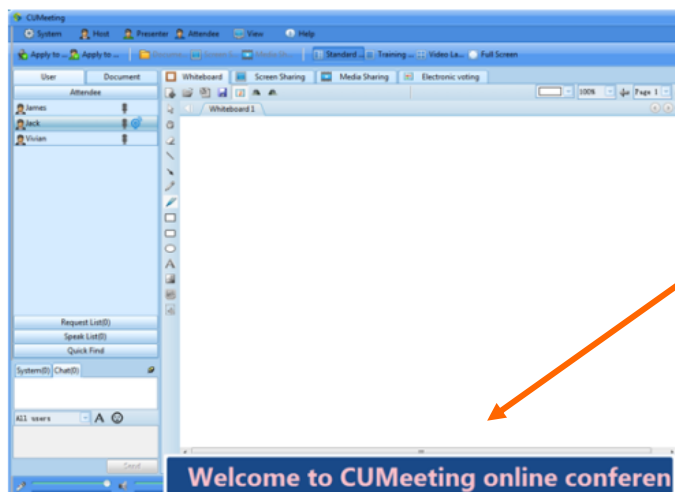 CUMeeting
System Host Presenter Attendee View Help
Apply to ... Apply to ... Standard ... Training ... Video La... Full Screen
User Document Whiteboard Screen Sharing Media Sharing Electronic voting
Attendee
100% Page 1
James Whiteboard 1
Jack
Vivian
Request List(0)
Speak List(0)
Quick Find
System(0) Chat(0)
All users A
Send
Welcome to CUMeeting online conferen